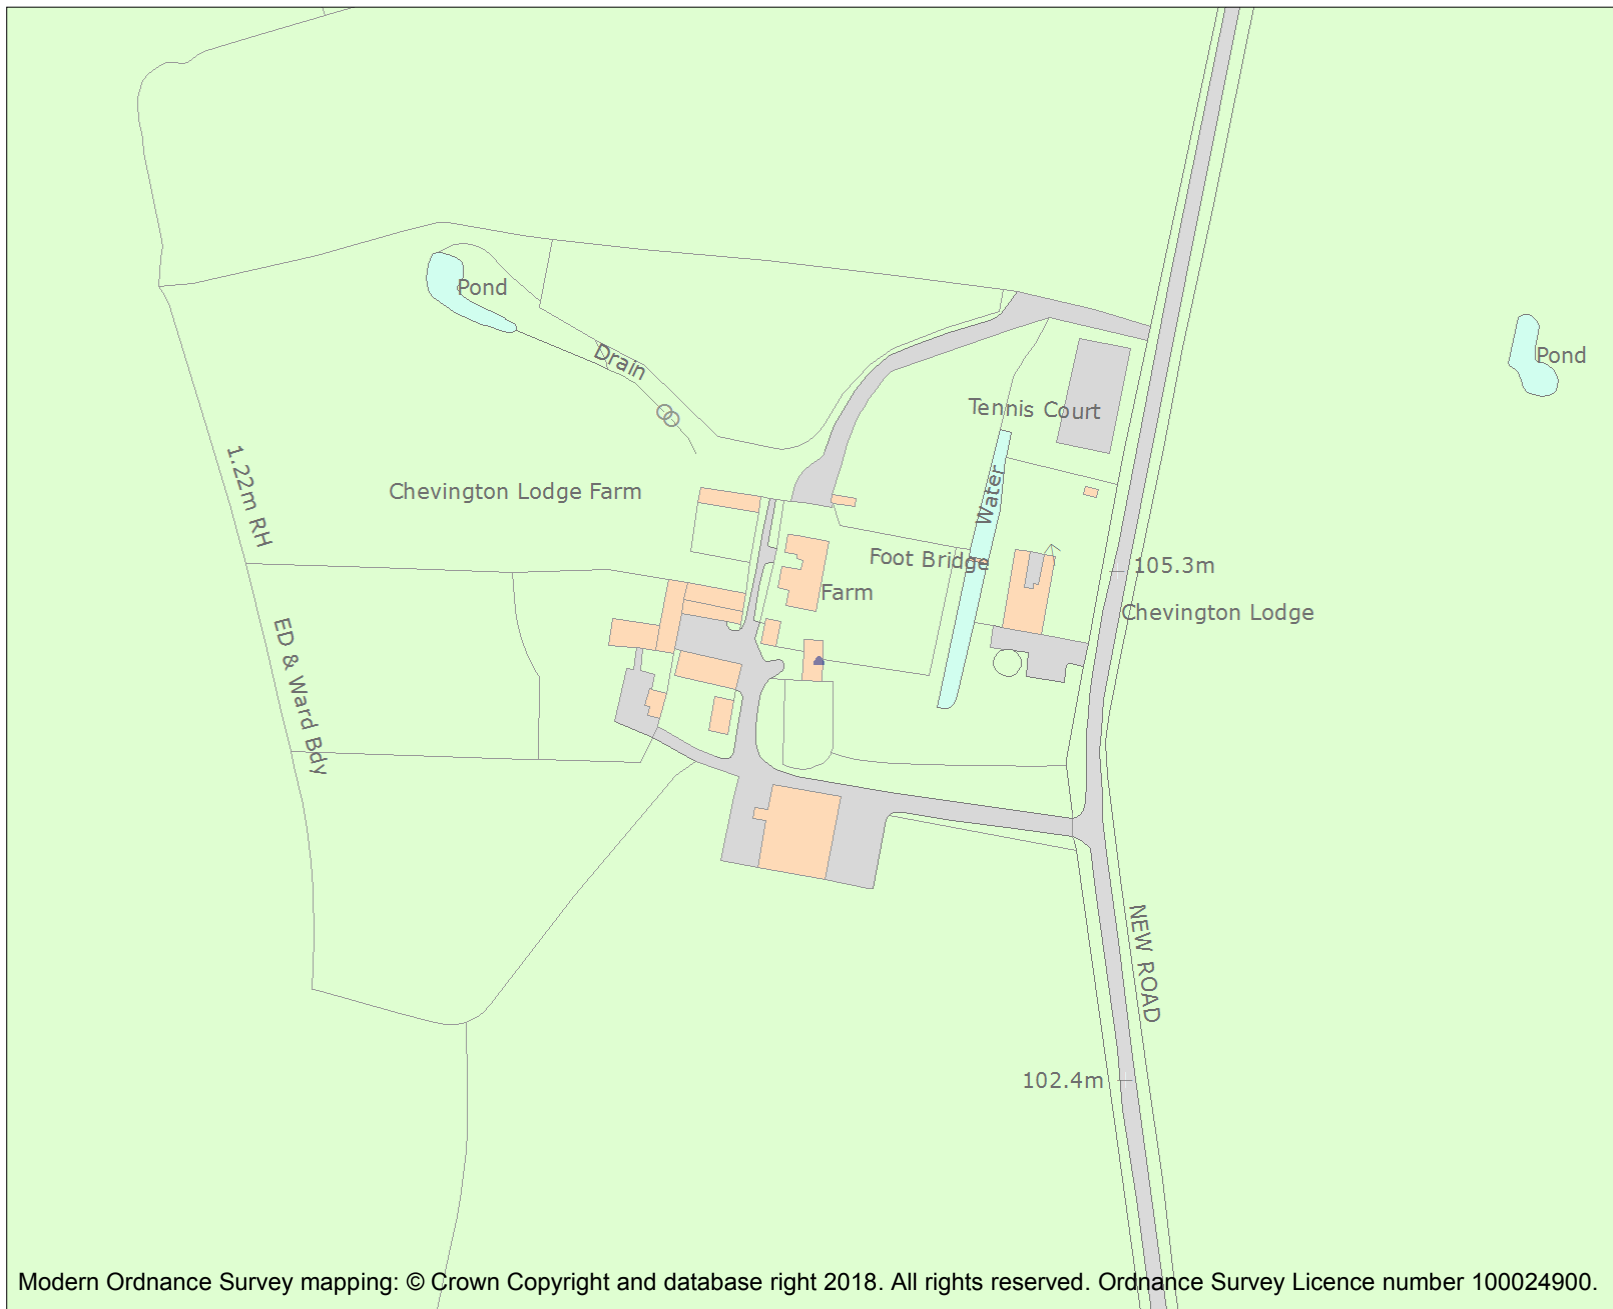 Pond
Drain
Pond
Tennis Court
1.22m RH
Chevington Lodge Farm
Water
Foot Bridge
105.3m
Farm
Chevington Lodge
ED & Ward Bdy
NEW ROAD
102.4m
Modern Ordnance Survey mapping: © Crown Copyright and database right 2018. All rights reserved. Ordnance Survey Licence number 100024900.